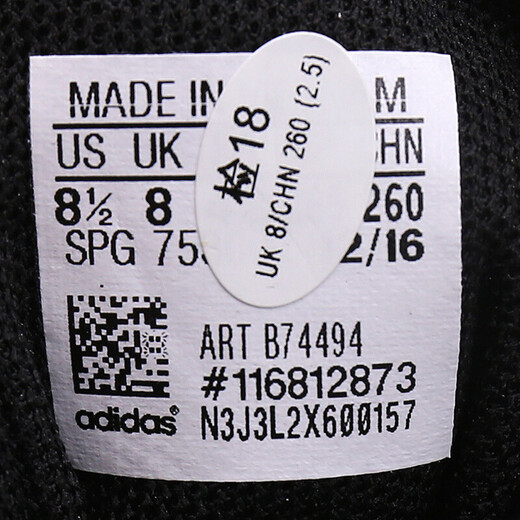 MADE IN M
US UK CHN
8½ 8 260
SPG 753 2/16
检18
UK 8/CHN 260 (2.5)
ART B74494
#116812873
adidas® N3J3L2X600157